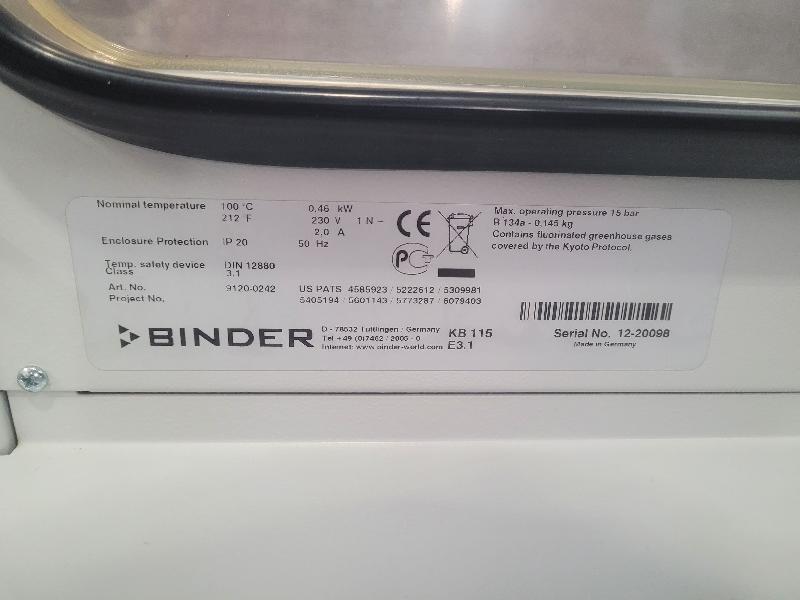 Nominal temperature 100 °C 0,46 kW
212 °F 230 V 1 N ~
2,0 A
Enclosure Protection IP 20 50 Hz
Temp. safety device DIN 12880
Class 3.1
Art. No. 9120-0242
Project No.
US PATS 4585923 / 5222612 / 5309981
5405194 / 5601143 / 5773287 / 6079403
CE
PC
Max. operating pressure 15 bar
R 134a - 0,145 kg
Contains fluorinated greenhouse gases
covered by the Kyoto Protocol.
BINDER
D - 78532 Tuttlingen / Germany
Tel +49 (0)7462 / 2005 - 0
Internet: www.binder-world.com
KB 115
E3.1
Serial No. 12-20098
Made in Germany